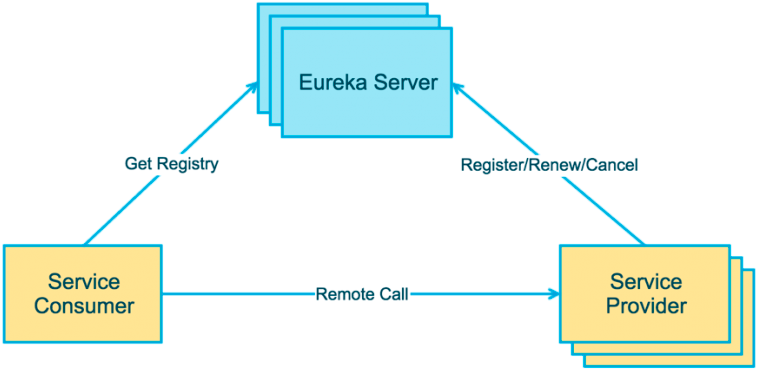 Eureka Server
Get Registry
Register/Renew/Cancel
Service
Consumer
Remote Call
Service
Provider